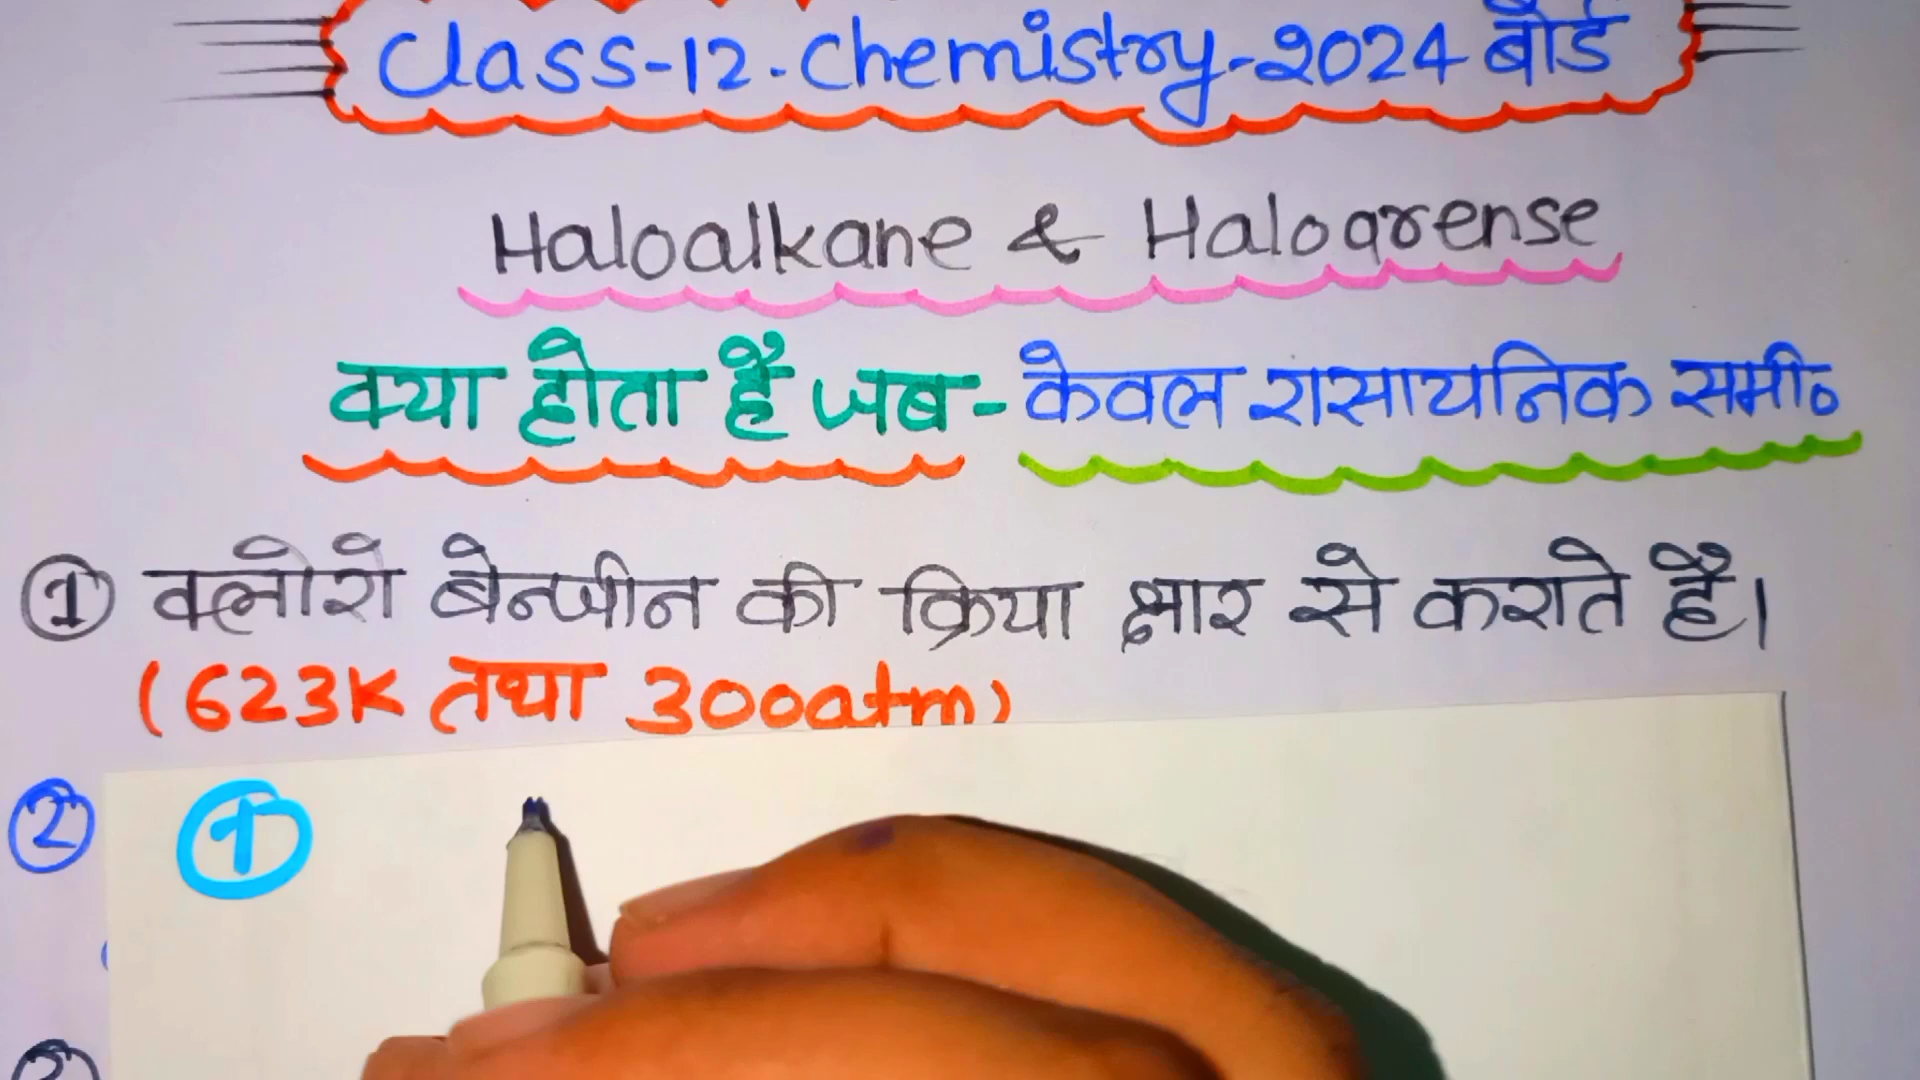 Class-12. Chemistry-2024 बोर्ड
Haloalkane & Haloarense
क्या होता है जब-केवल रासायनिक समी०
① क्लोरो बेन्जीन की क्रिया क्षार से कराते है।
(623K तथा 300atm)
②
①